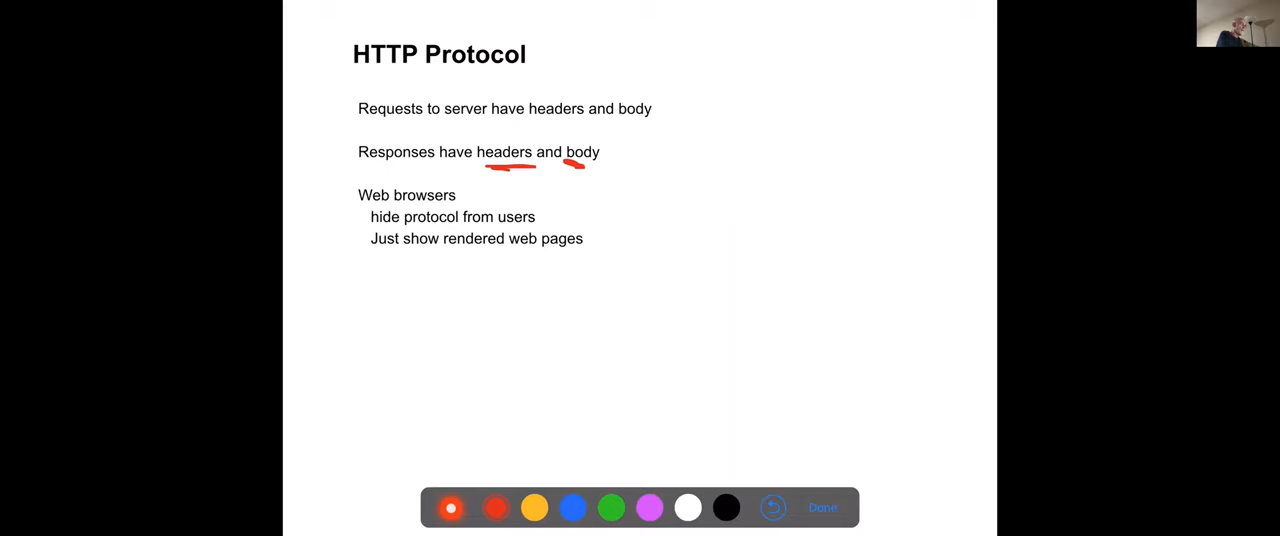 HTTP Protocol
Requests to server have headers and body
Responses have headers and body
Web browsers
hide protocol from users
Just show rendered web pages
Done